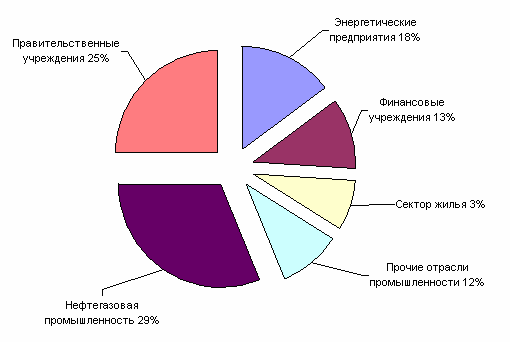 Энергетические
предприятия 18%
Правительственные
учреждения 25%
Финансовые
учреждения 13%
Сектор жилья 3%
Прочие отрасли
промышленности 12%
Нефтегазовая
промышленность 29%